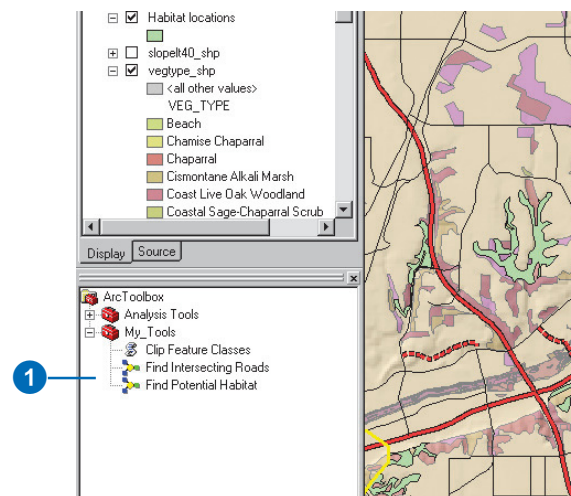 Habitat locations
slopelt40_shp
vegtype_shp
<all other values>
VEG_TYPE
Beach
Chamise Chaparral
Chaparral
Cismontane Alkali Marsh
Coast Live Oak Woodland
Coastal Sage-Chaparral Scrub
Display Source
ArcToolbox
Analysis Tools
My_Tools
Clip Feature Classes
Find Intersecting Roads
1
Find Potential Habitat